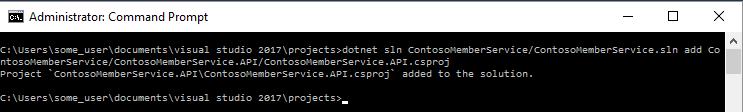 Administrator: Command Prompt
C:\Users\some_user\documents\visual studio 2017\projects>dotnet sln ContosoMemberService/ContosoMemberService.sln add Co
ntosoMemberService/ContosoMemberService.API/ContosoMemberService.API.csproj
Project `ContosoMemberService.API\ContosoMemberService.API.csproj` added to the solution.
C:\Users\some_user\documents\visual studio 2017\projects>